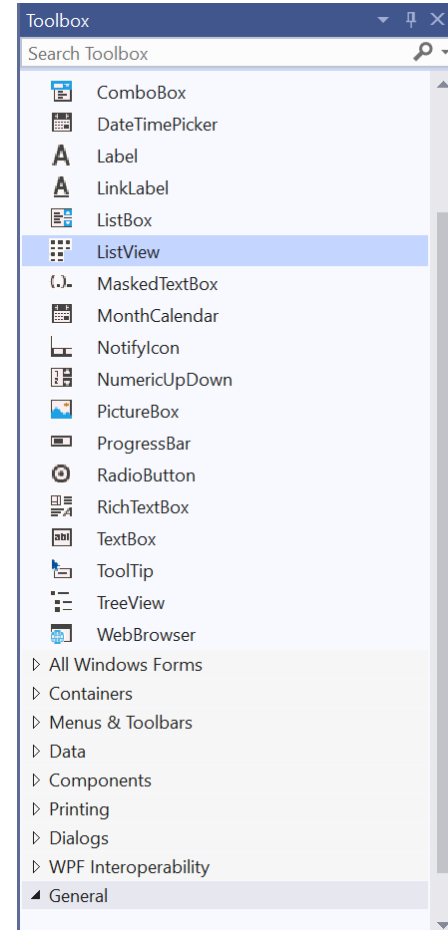 Toolbox
Search Toolbox
ComboBox
DateTimePicker
A Label
A LinkLabel
ListBox
ListView
(.). MaskedTextBox
MonthCalendar
NotifyIcon
NumericUpDown
PictureBox
ProgressBar
RadioButton
RichTextBox
abl TextBox
ToolTip
TreeView
WebBrowser
All Windows Forms
Containers
Menus & Toolbars
Data
Components
Printing
Dialogs
WPF Interoperability
General